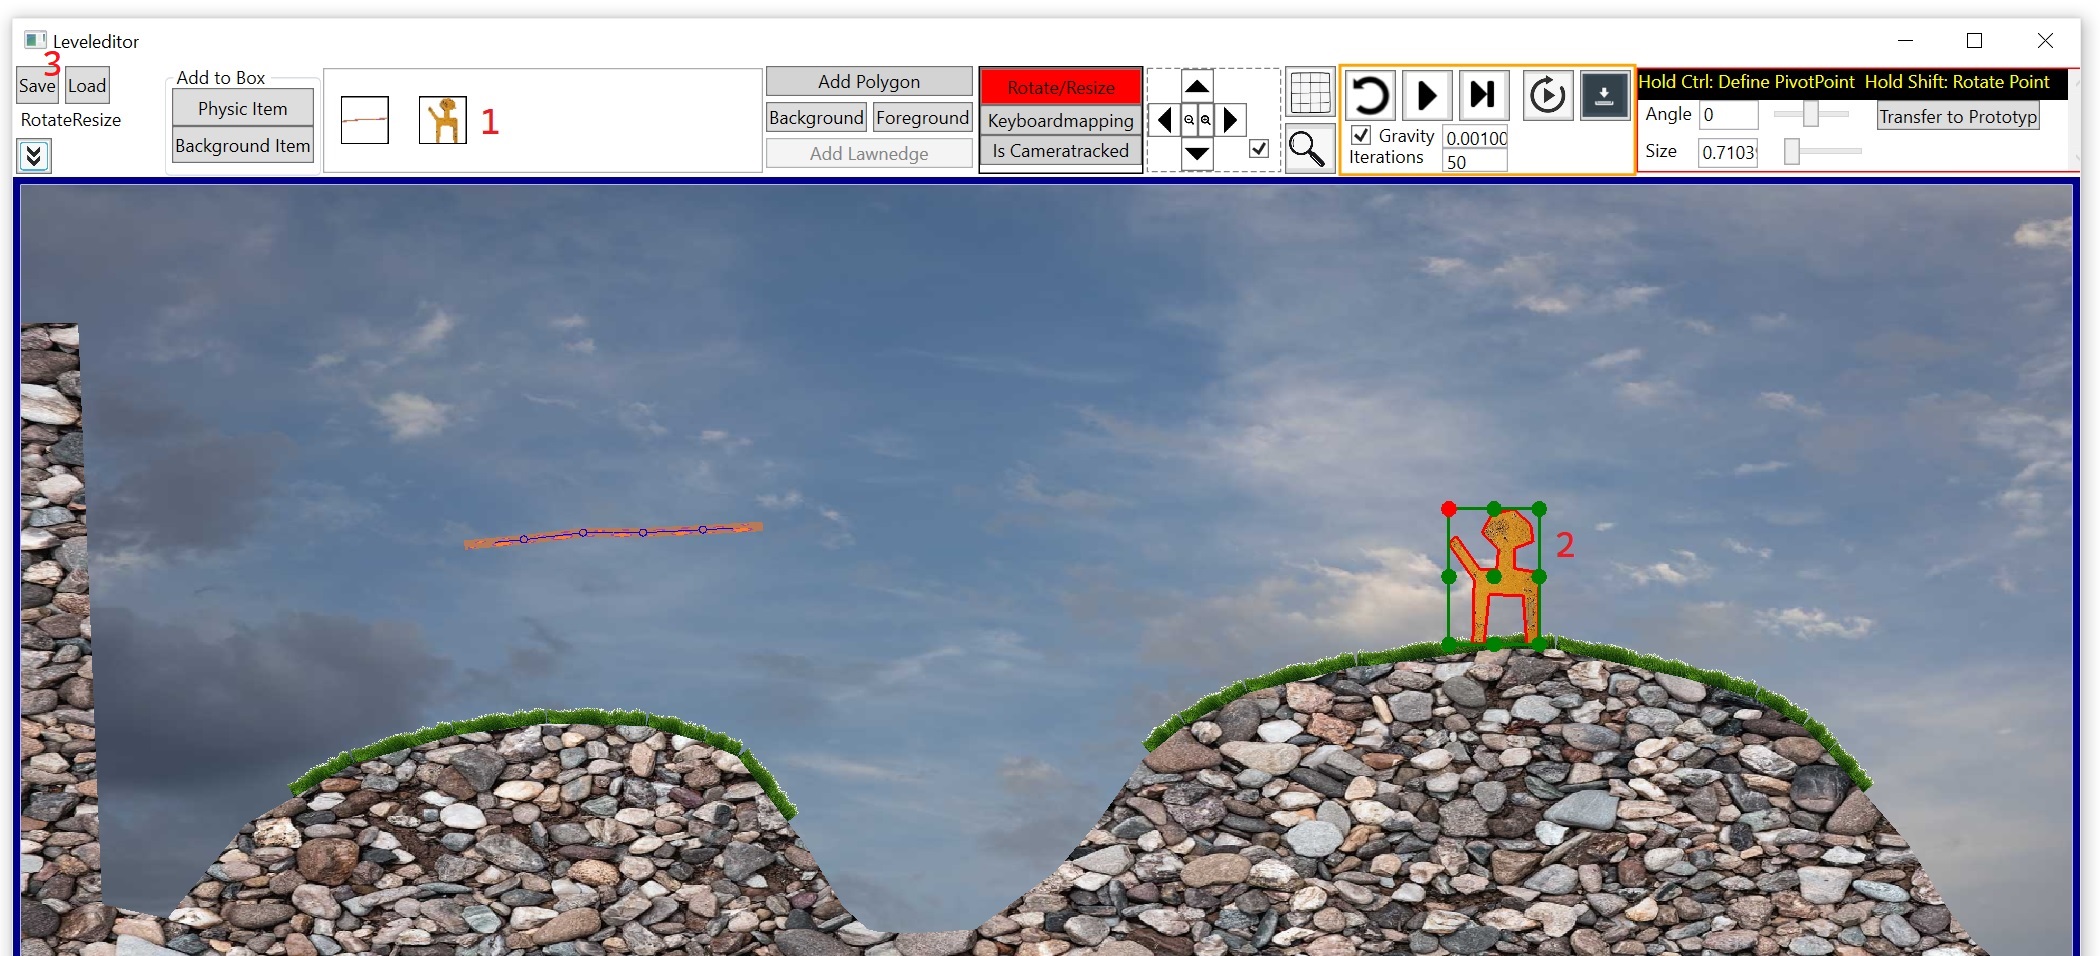 Leveleditor
3
Save Load
RotateResize
Add to Box
Physic Item
Background Item
1
Add Polygon
Background Foreground
Add Lawnedge
Rotate/Resize
Keyboardmapping
Is Cameratracked
Gravity 0.00100
Iterations 50
Hold Ctrl: Define PivotPoint Hold Shift: Rotate Point
Angle 0 Transfer to Prototyp
Size 0.7103
2